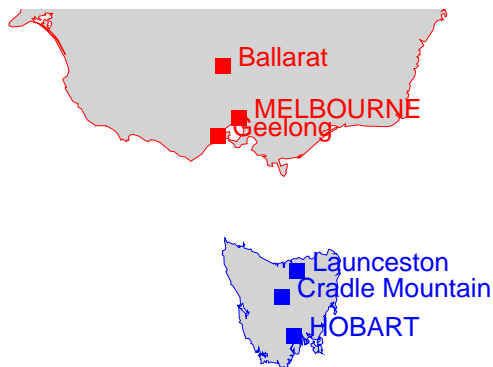 Ballarat
MELBOURNE
Geelong
Launceston
Cradle Mountain
HOBART